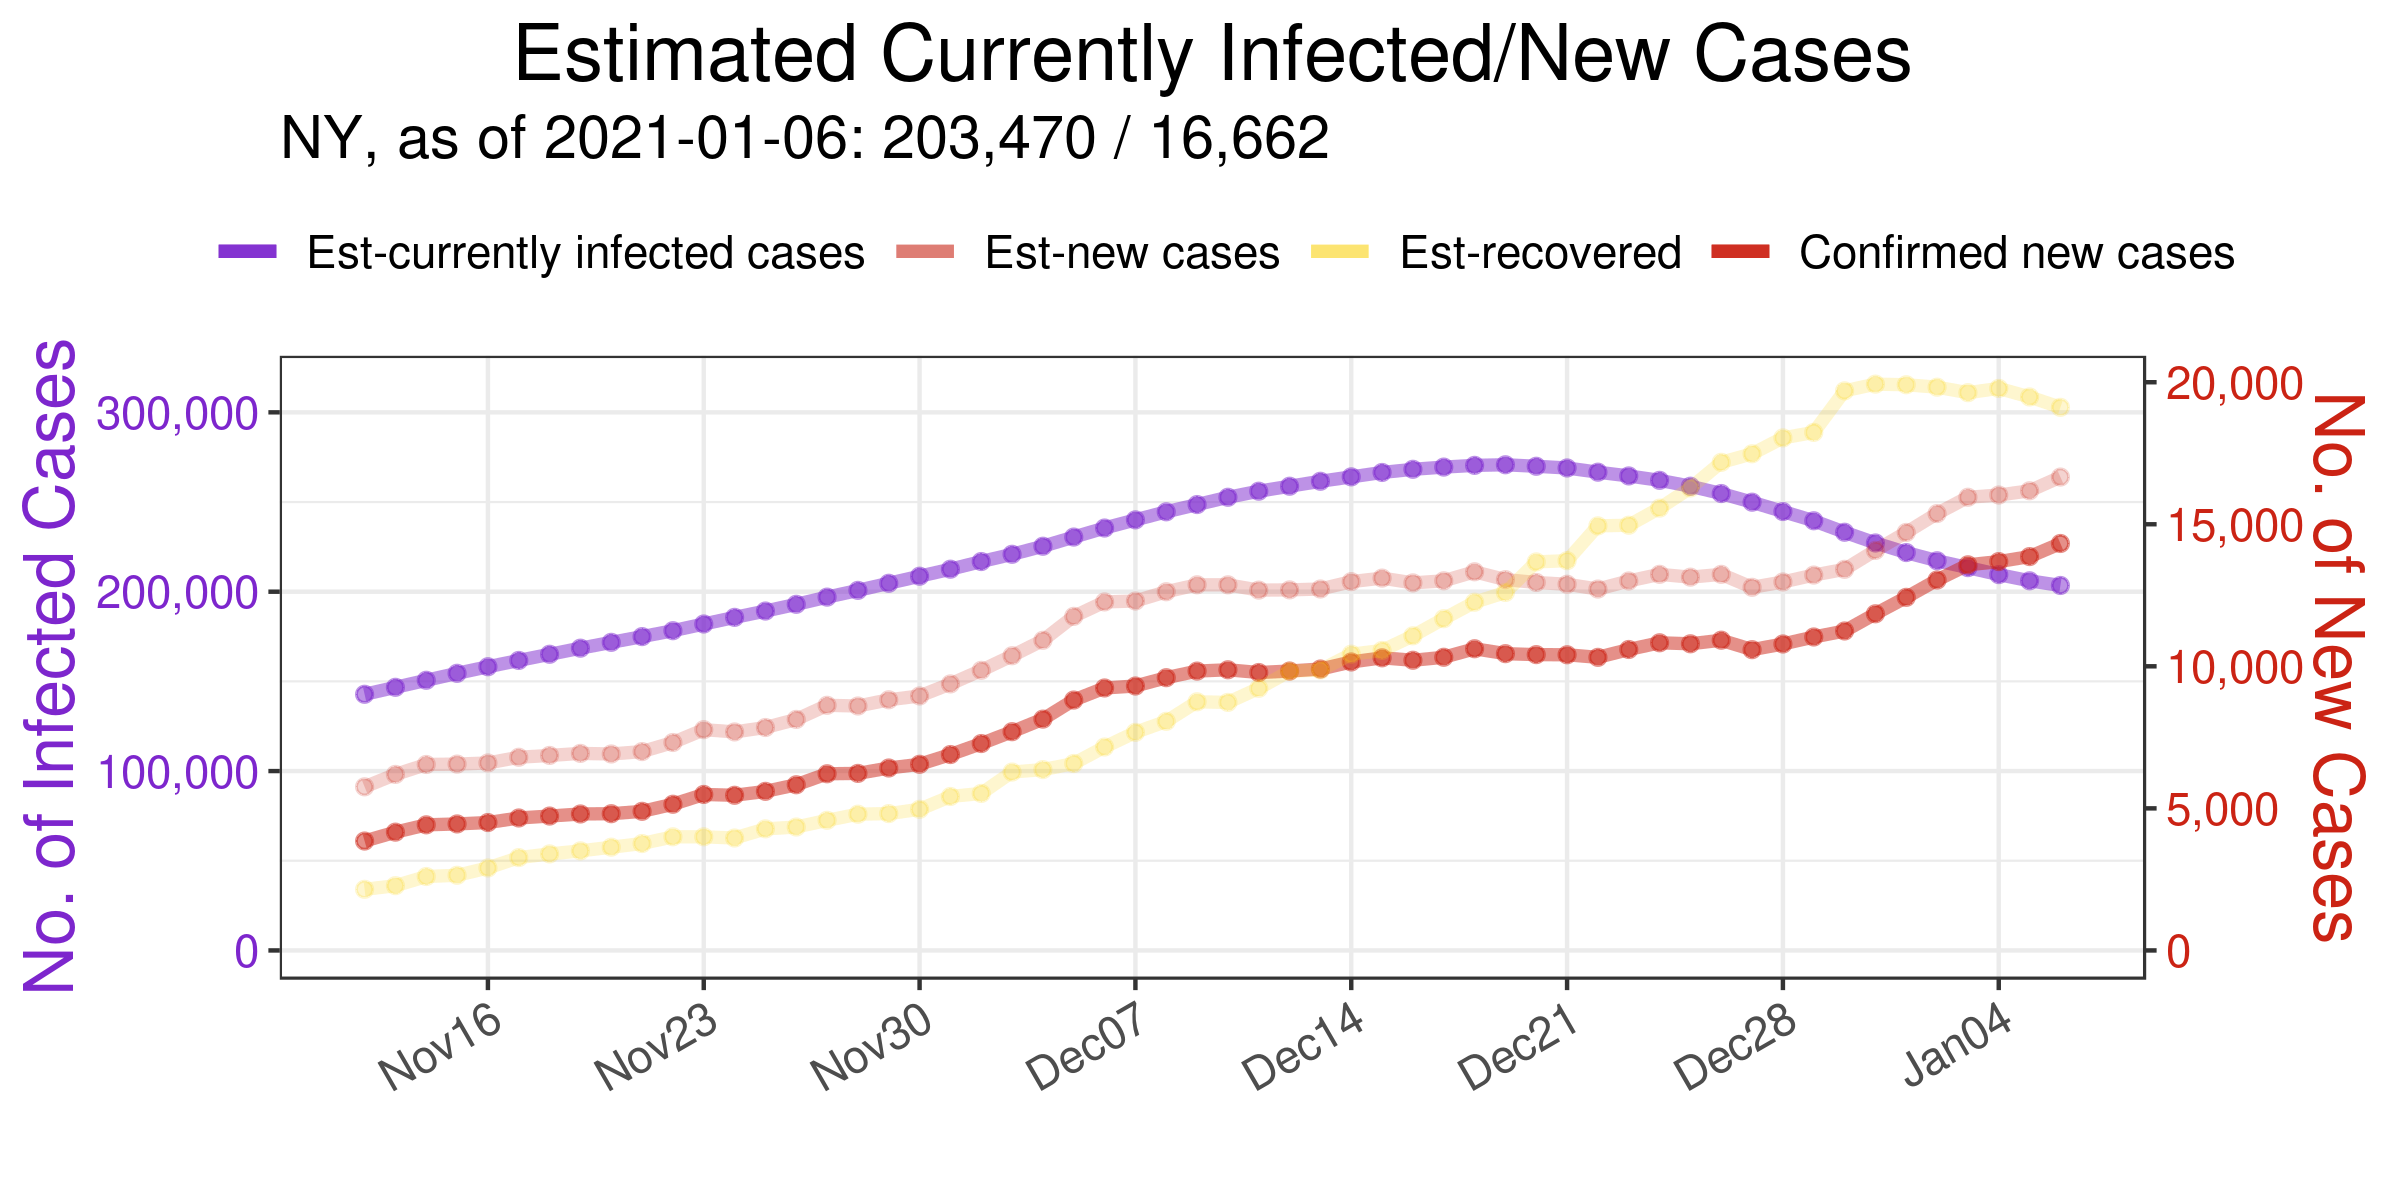 Estimated Currently Infected/New Cases
NY, as of 2021-01-06: 203,470 / 16,662
Est-currently infected cases Est-new cases Est-recovered Confirmed new cases
No. of Infected Cases
300,000
200,000
100,000
0
20,000
15,000
10,000
5,000
0
No. of New Cases
Nov16 Nov23 Nov30 Dec07 Dec14 Dec21 Dec28 Jan04